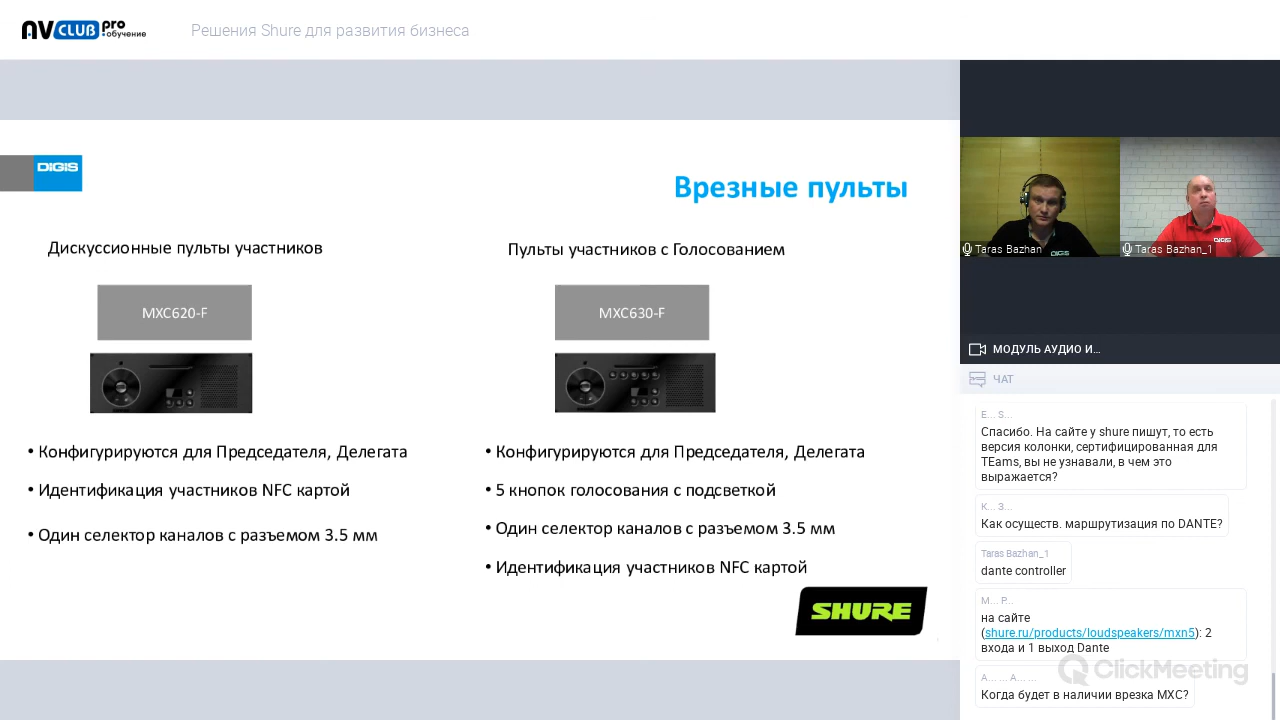 AVCLUB pro
•обучение
Решения Shure для развития бизнеса
DIGIS
Врезные пульты
Дискуссионные пульты участников
MXC620-F
• Конфигурируются для Председателя, Делегата
• Идентификация участников NFC картой
• Один селектор каналов с разъемом 3.5 мм
Пульты участников с Голосованием
MXC630-F
• Конфигурируются для Председателя, Делегата
• 5 кнопок голосования с подсветкой
• Один селектор каналов с разъемом 3.5 мм
• Идентификация участников NFC картой
SHURE
Taras Bazhan
DIGIS
Taras Bazhan_1
DIGIS
МОДУЛЬ АУДИО И...
ЧАТ
E... S...
Спасибо. На сайте у shure пишут, то есть
версия колонки, сертифицированная для
TEams, вы не узнавали, в чем это
выражается?
К... З...
Как осуществ. маршрутизация по DANTE?
Taras Bazhan_1
dante controller
М... Р...
на сайте
(shure.ru/products/loudspeakers/mxn5): 2
входа и 1 выход Dante
А... ... А... ...
Когда будет в наличии врезка MXC?
ClickMeeting